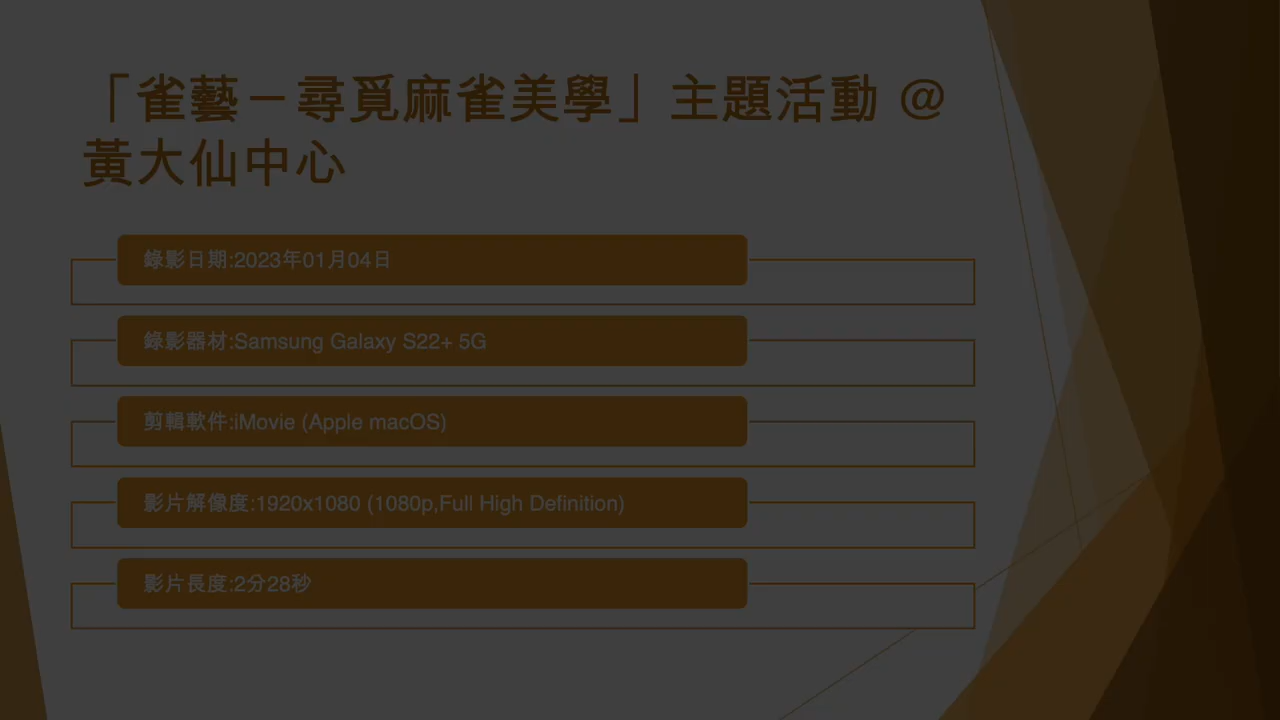 「雀藝－尋覓麻雀美學」主題活動 @
黃大仙中心
錄影日期:2023年01月04日
錄影器材:Samsung Galaxy S22+ 5G
剪輯軟件:iMovie (Apple macOS)
影片解像度:1920x1080 (1080p,Full High Definition)
影片長度:2分28秒